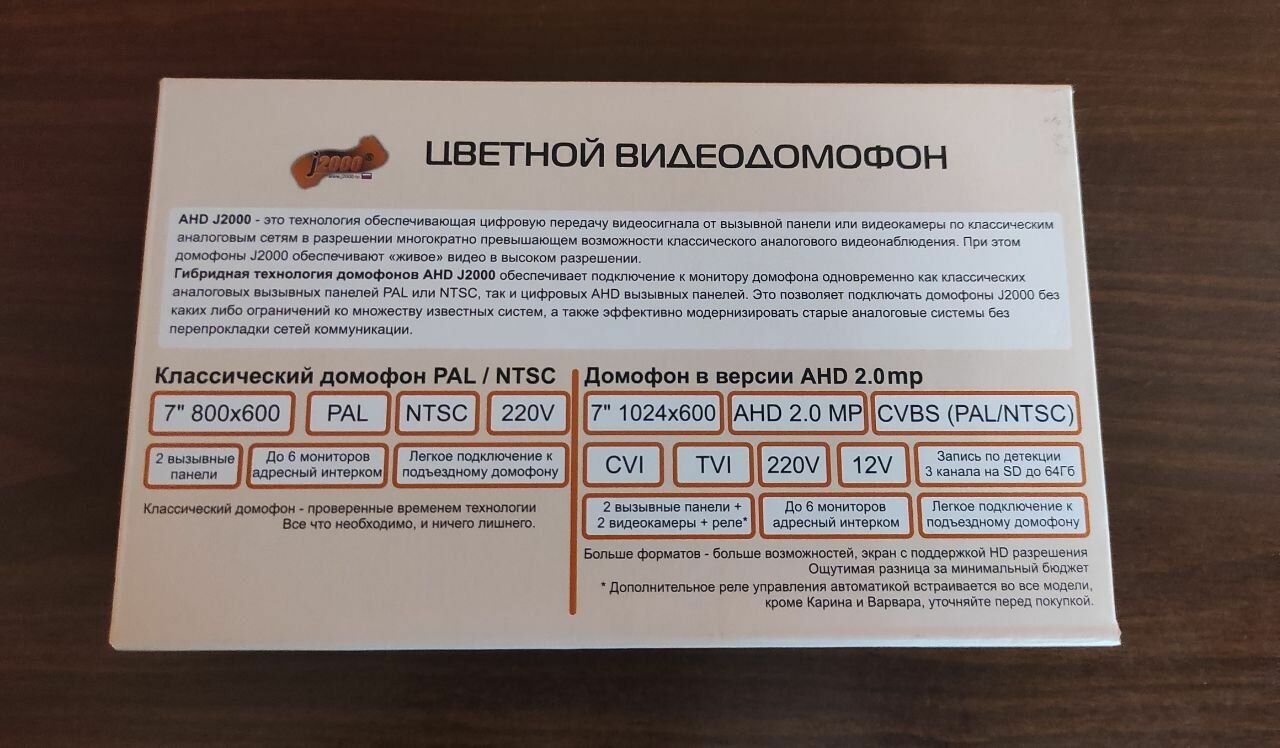 j2000®
www.j2000.ru
ЦВЕТНОЙ ВИДЕОДОМОФОН
AHD J2000 - это технология обеспечивающая цифровую передачу видеосигнала от вызывной панели или видеокамеры по классическим
аналоговым сетям в разрешении многократно превышающем возможности классического аналогового видеонаблюдения. При этом
домофоны J2000 обеспечивают «живое» видео в высоком разрешении.
Гибридная технология домофонов AHD J2000 обеспечивает подключение к монитору домофона одновременно как классических
аналоговых вызывных панелей PAL или NTSC, так и цифровых AHD вызывных панелей. Это позволяет подключать домофоны J2000 без
каких либо ограничений ко множеству известных систем, а также эффективно модернизировать старые аналоговые системы без
перепрокладки сетей коммуникации.
Классический домофон PAL / NTSC
7" 800x600 PAL NTSC 220V
2 вызывные
панели
До 6 мониторов
адресный интерком
Легкое подключение к
подъездному домофону
Классический домофон - проверенные временем технологии
Все что необходимо, и ничего лишнего.
Домофон в версии AHD 2.0mp
7" 1024x600 AHD 2.0 MP CVBS (PAL/NTSC)
CVI TVI 220V 12V
Запись по детекции
3 канала на SD до 64Гб
2 вызывные панели +
2 видеокамеры + реле*
До 6 мониторов
адресный интерком
Легкое подключение к
подъездному домофону
Больше форматов - больше возможностей, экран с поддержкой HD разрешения
Ощутимая разница за минимальный бюджет
* Дополнительное реле управления автоматикой встраивается во все модели,
кроме Карина и Варвара, уточняйте перед покупкой.